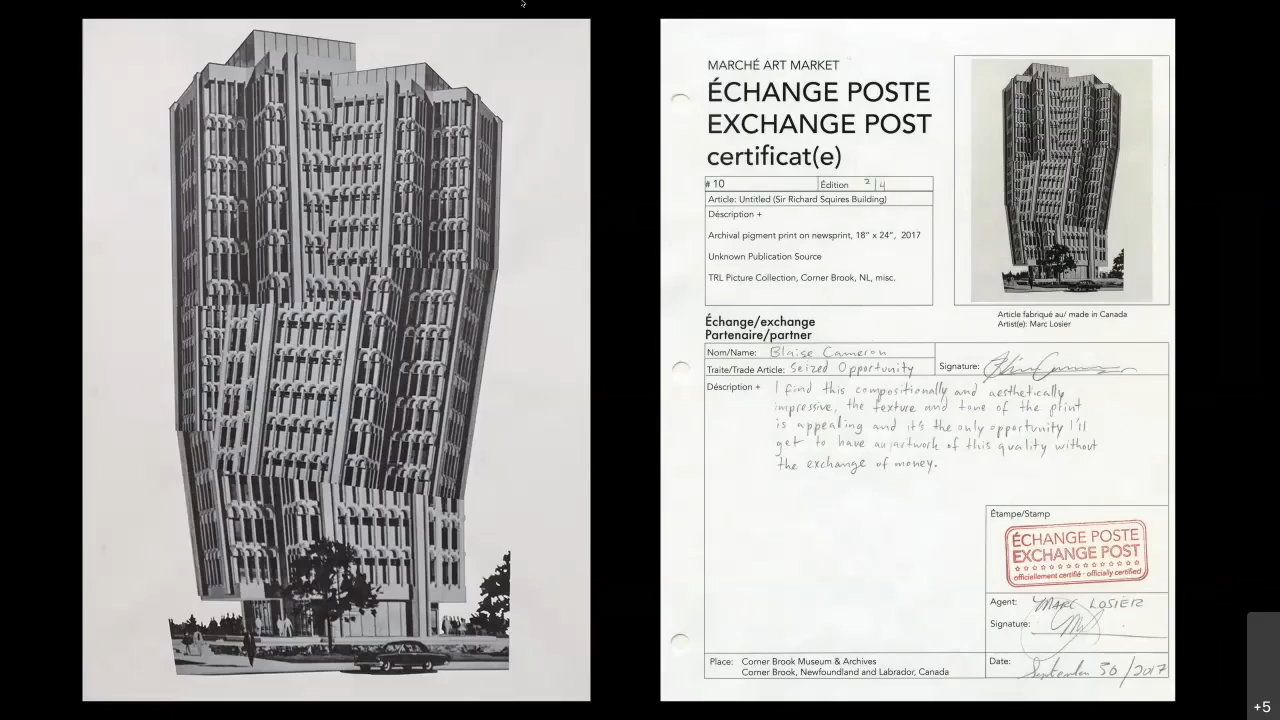 MARCHÉ ART MARKET
ÉCHANGE POSTE
EXCHANGE POST
certificat(e)
# 10 Édition 2/4
Article: Untitled (Sir Richard Squires Building)
Déscription +
Archival pigment print on newsprint, 18" x 24", 2017
Unknown Publication Source
TRL Picture Collection, Corner Brook, NL, misc.
Article fabriqué au/ made in Canada
Artist(e): Marc Losier
Échange/exchange
Partenaire/partner
Nom/Name: Blaise Cameron
Traite/Trade Article: Seized Opportunity
Signature:
Déscription + I find this compositionally and aesthetically
impressive, the texture and tone of the print
is appealing and it's the only opportunity I'll
get to have an artwork of this quality without
the exchange of money.
Étampe/Stamp
ÉCHANGE POSTE
EXCHANGE POST
officiellement certifié - officially certified
Agent: MARC LOSIER
Signature:
Place: Corner Brook Museum & Archives
Corner Brook, Newfoundland and Labrador, Canada
Date: September 30/2017
+5